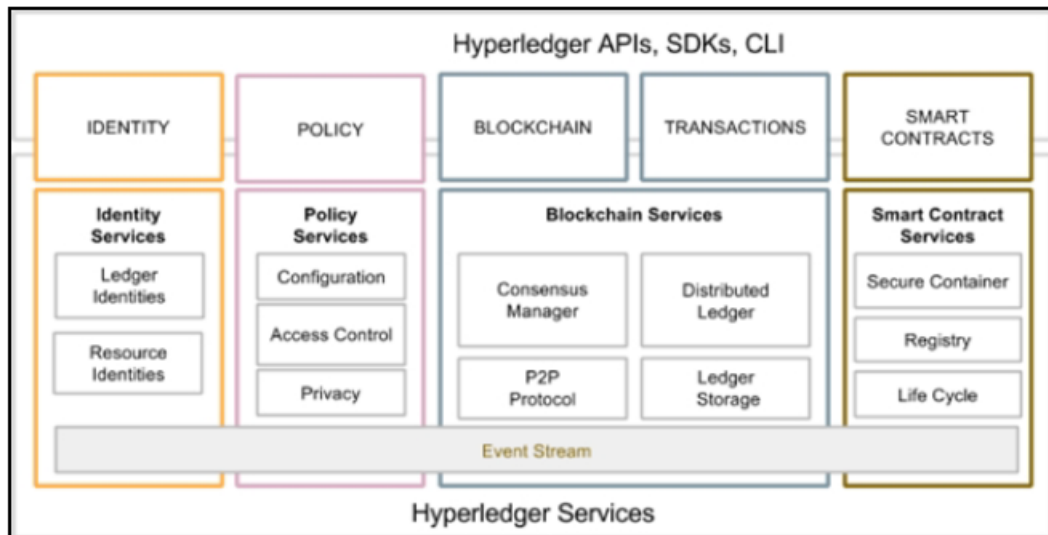 Hyperledger APIs, SDKs, CLI
IDENTITY
POLICY
BLOCKCHAIN
TRANSACTIONS
SMART
CONTRACTS
Identity
Services
Ledger
Identities
Resource
Identities
Policy
Services
Configuration
Access Control
Privacy
Blockchain Services
Consensus
Manager
Distributed
Ledger
P2P
Protocol
Ledger
Storage
Smart Contract
Services
Secure Container
Registry
Life Cycle
Event Stream
Hyperledger Services